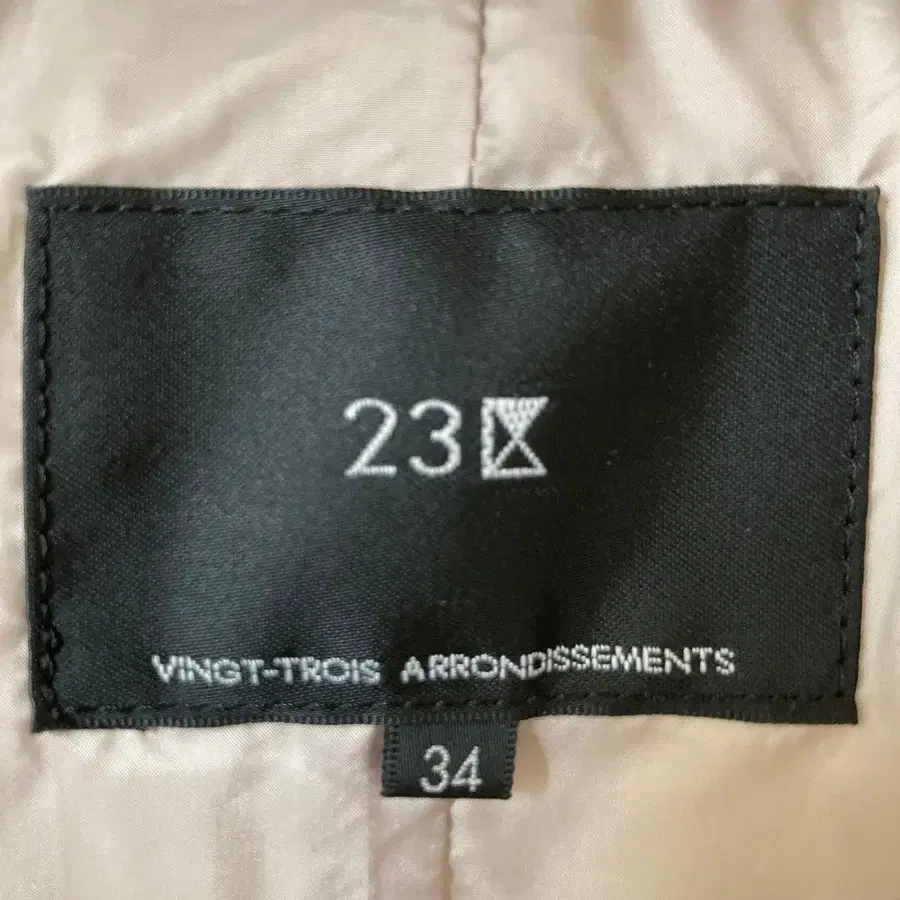 23区
VINGT-TROIS ARRONDISSEMENTS
34